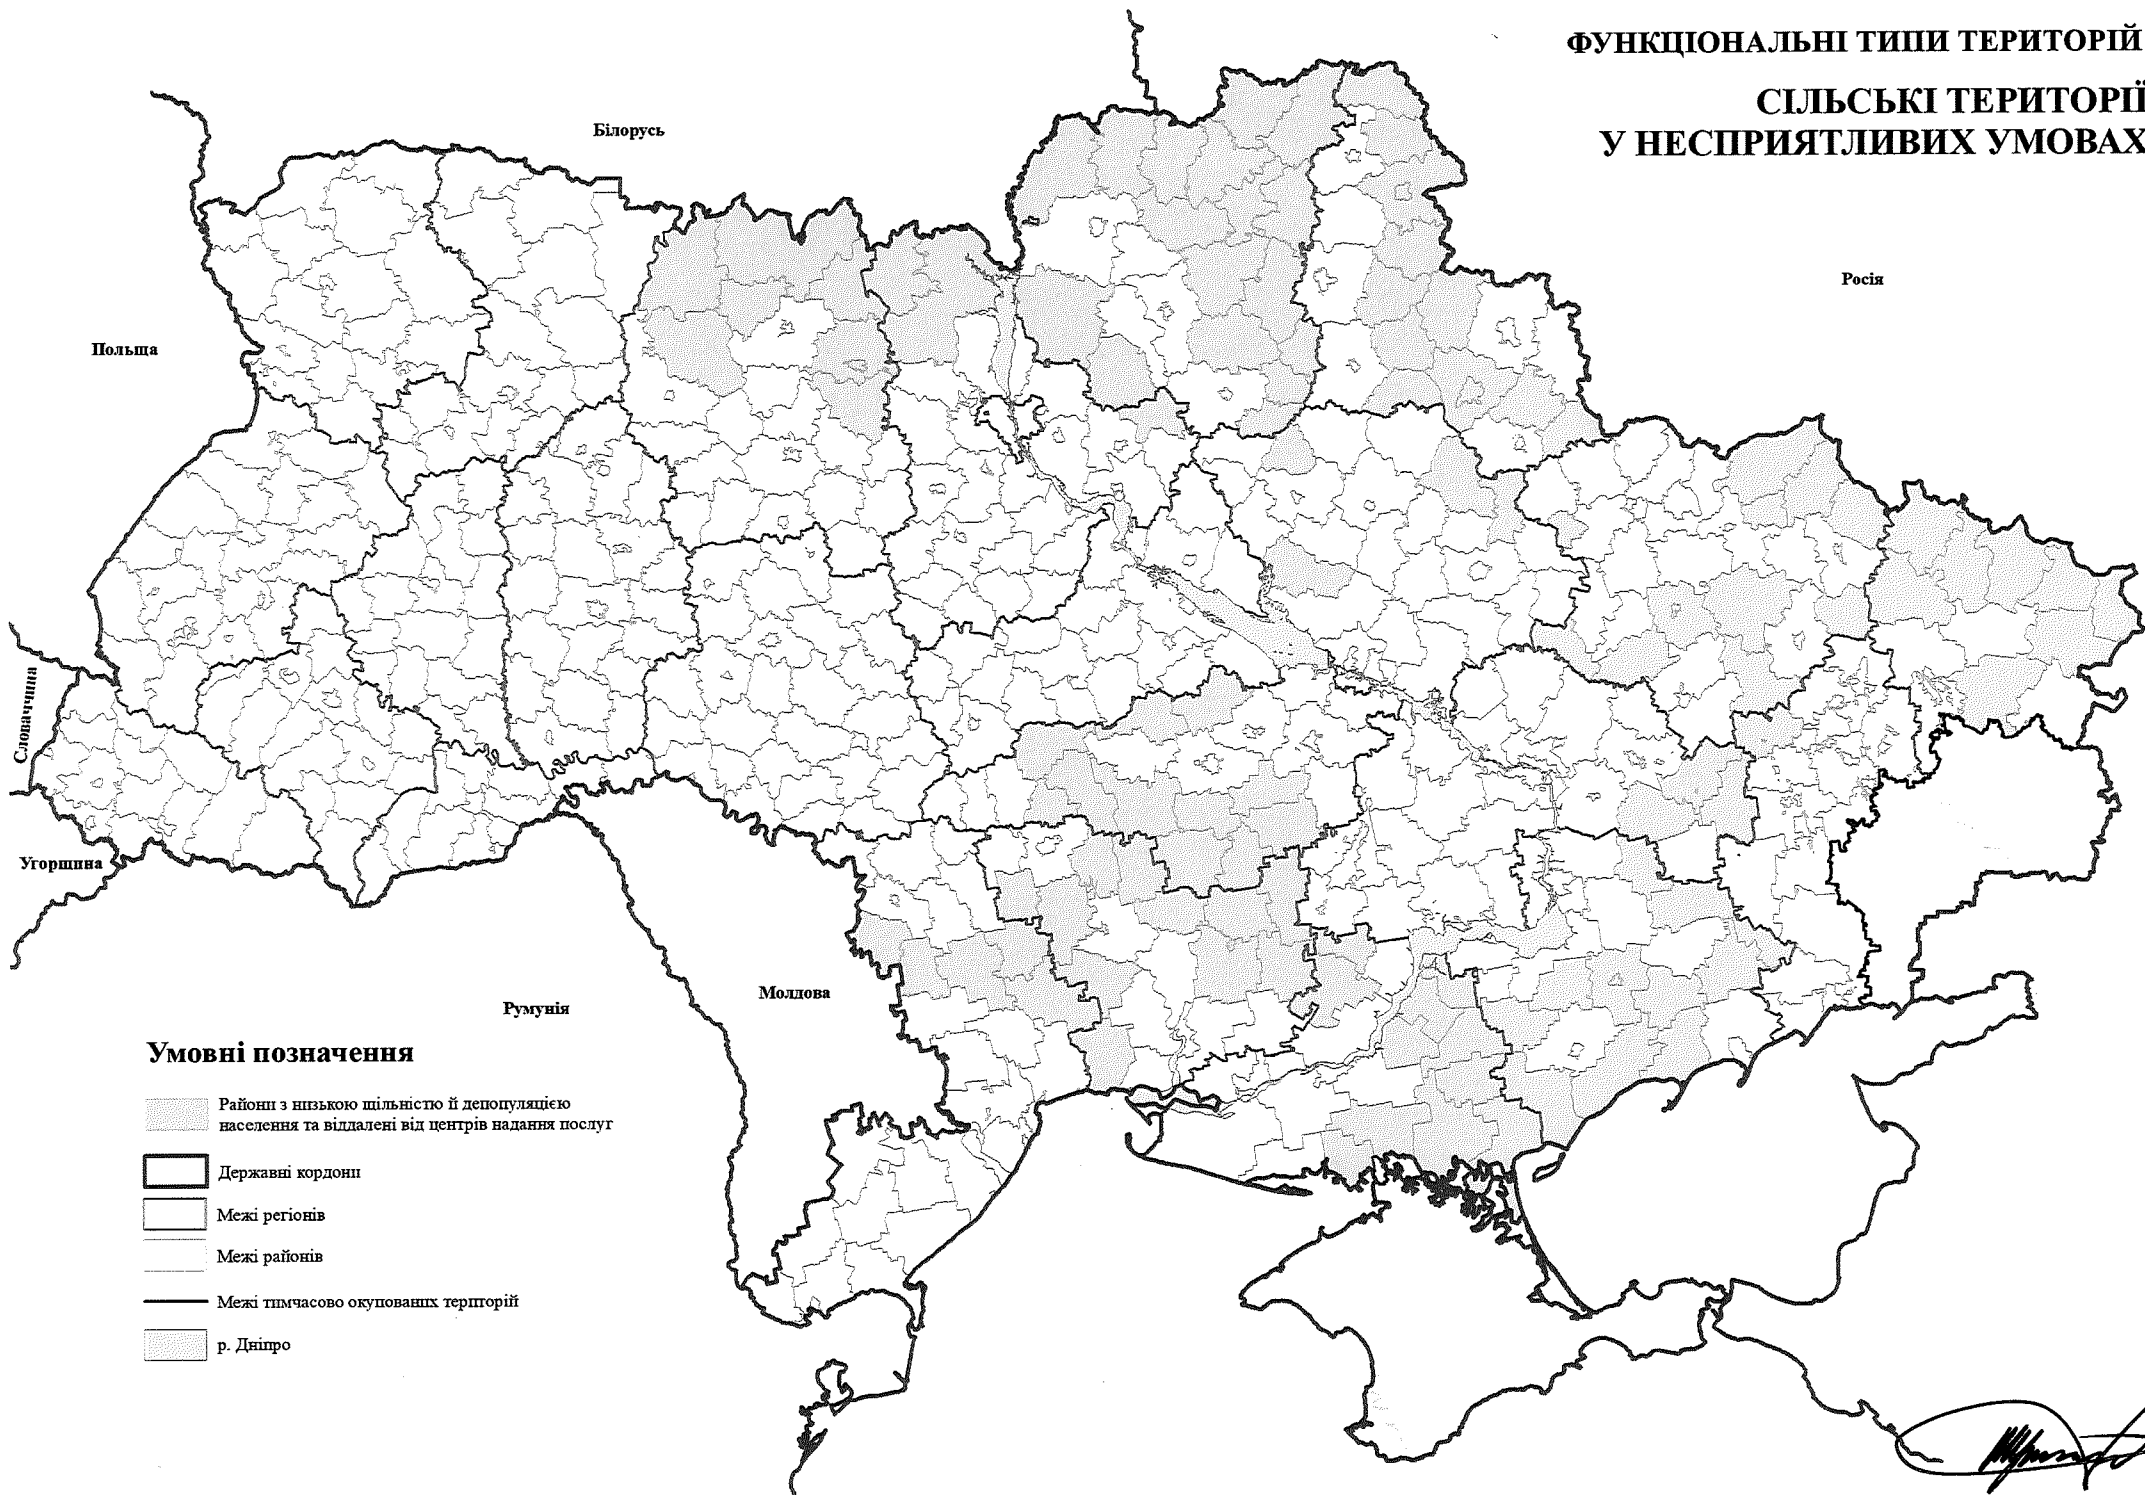 ФУНКЦІОНАЛЬНІ ТИПИ ТЕРИТОРІЙ
СІЛЬСЬКІ ТЕРИТОРІЇ
У НЕСПРИЯТЛИВИХ УМОВАХ
Білорусь
Росія
Польща
Словаччина
Угорщина
Румунія
Молдова
Умовні позначення
Райони з низькою щільністю й депопуляцією
населення та віддалені від центрів надання послуг
Державні кордони
Межі регіонів
Межі районів
Межі тимчасово окупованих територій
р. Дніпро